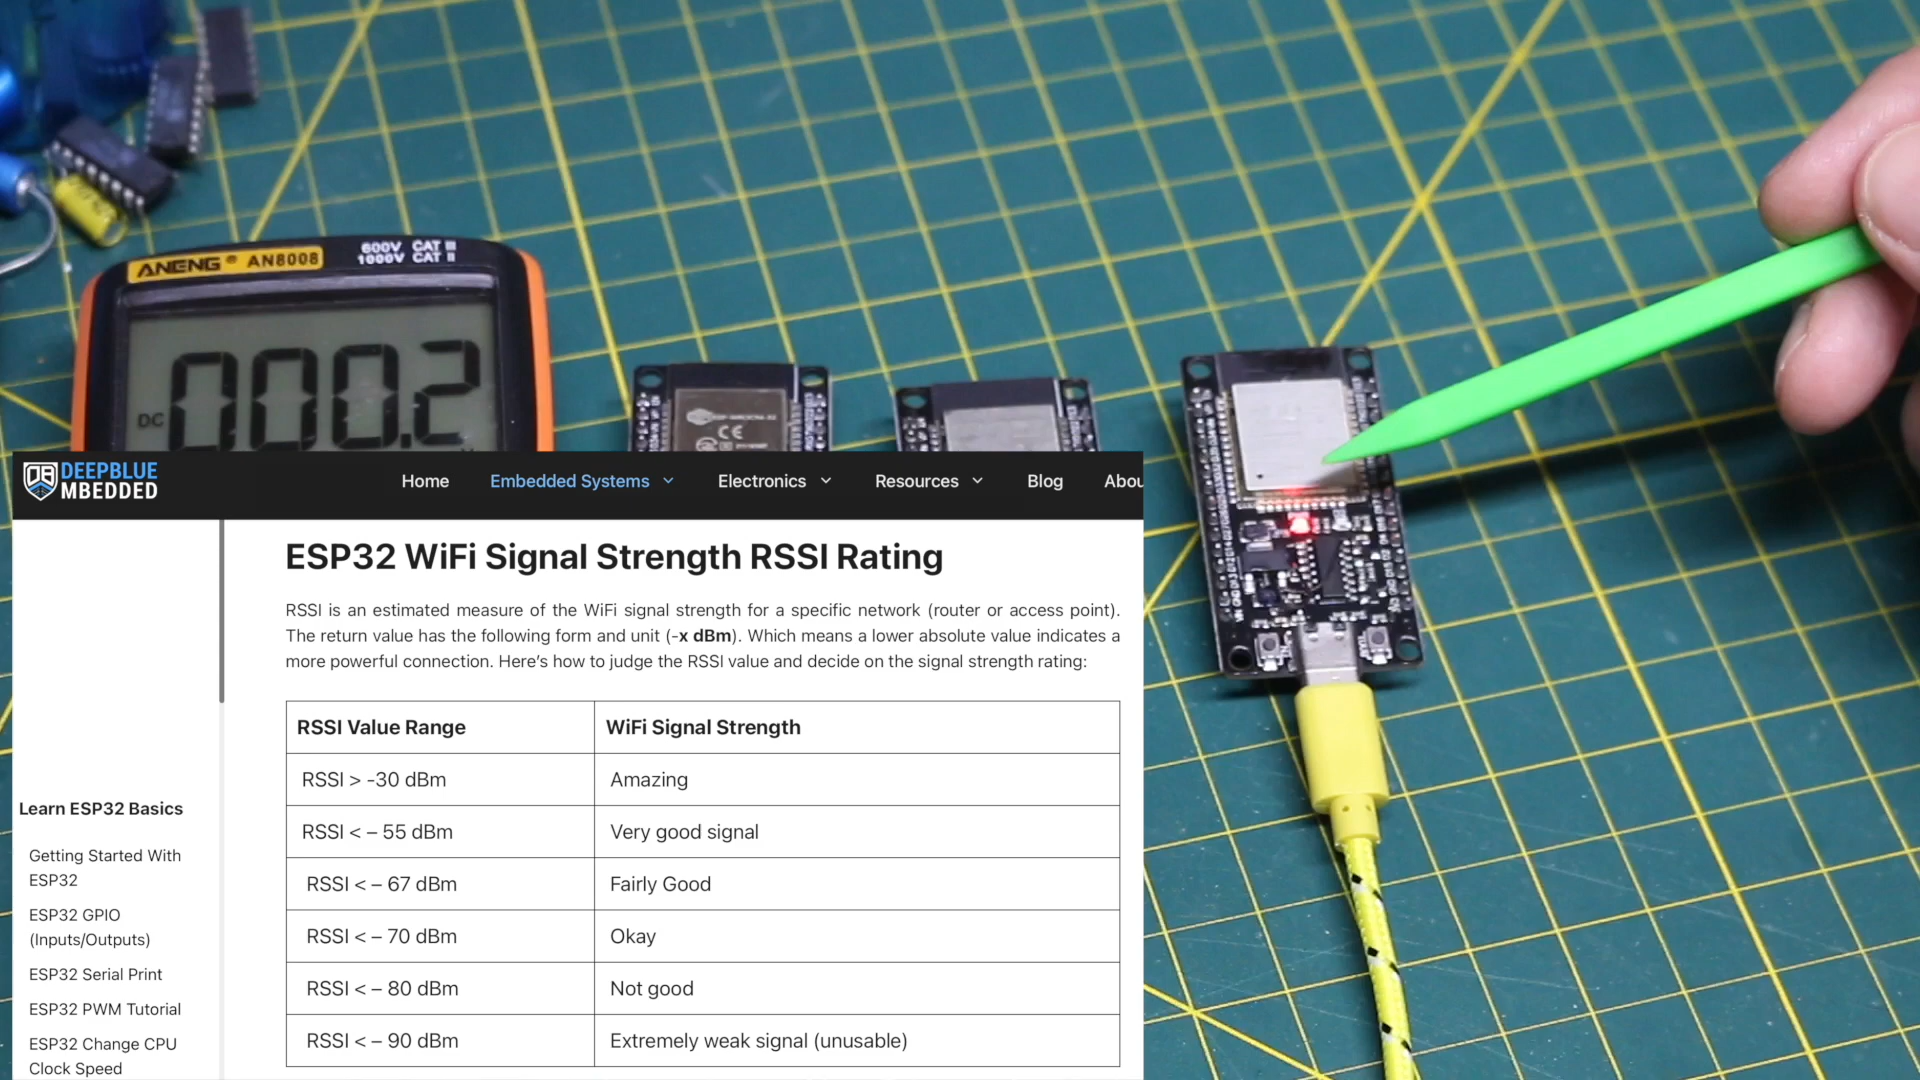 ANENG® AN8008
600V CAT III
1000V CAT II
DC 000.2
CE
DB DEEPBLUE
MBEDDED
Home Embedded Systems Electronics Resources Blog Abou
ESP32 WiFi Signal Strength RSSI Rating
RSSI is an estimated measure of the WiFi signal strength for a specific network (router or access point).
The return value has the following form and unit (-x dBm). Which means a lower absolute value indicates a
more powerful connection. Here's how to judge the RSSI value and decide on the signal strength rating:
RSSI Value Range WiFi Signal Strength
RSSI > -30 dBm Amazing
RSSI < – 55 dBm Very good signal
RSSI < – 67 dBm Fairly Good
RSSI < – 70 dBm Okay
RSSI < – 80 dBm Not good
RSSI < – 90 dBm Extremely weak signal (unusable)
Learn ESP32 Basics
Getting Started With
ESP32
ESP32 GPIO
(Inputs/Outputs)
ESP32 Serial Print
ESP32 PWM Tutorial
ESP32 Change CPU
Clock Speed